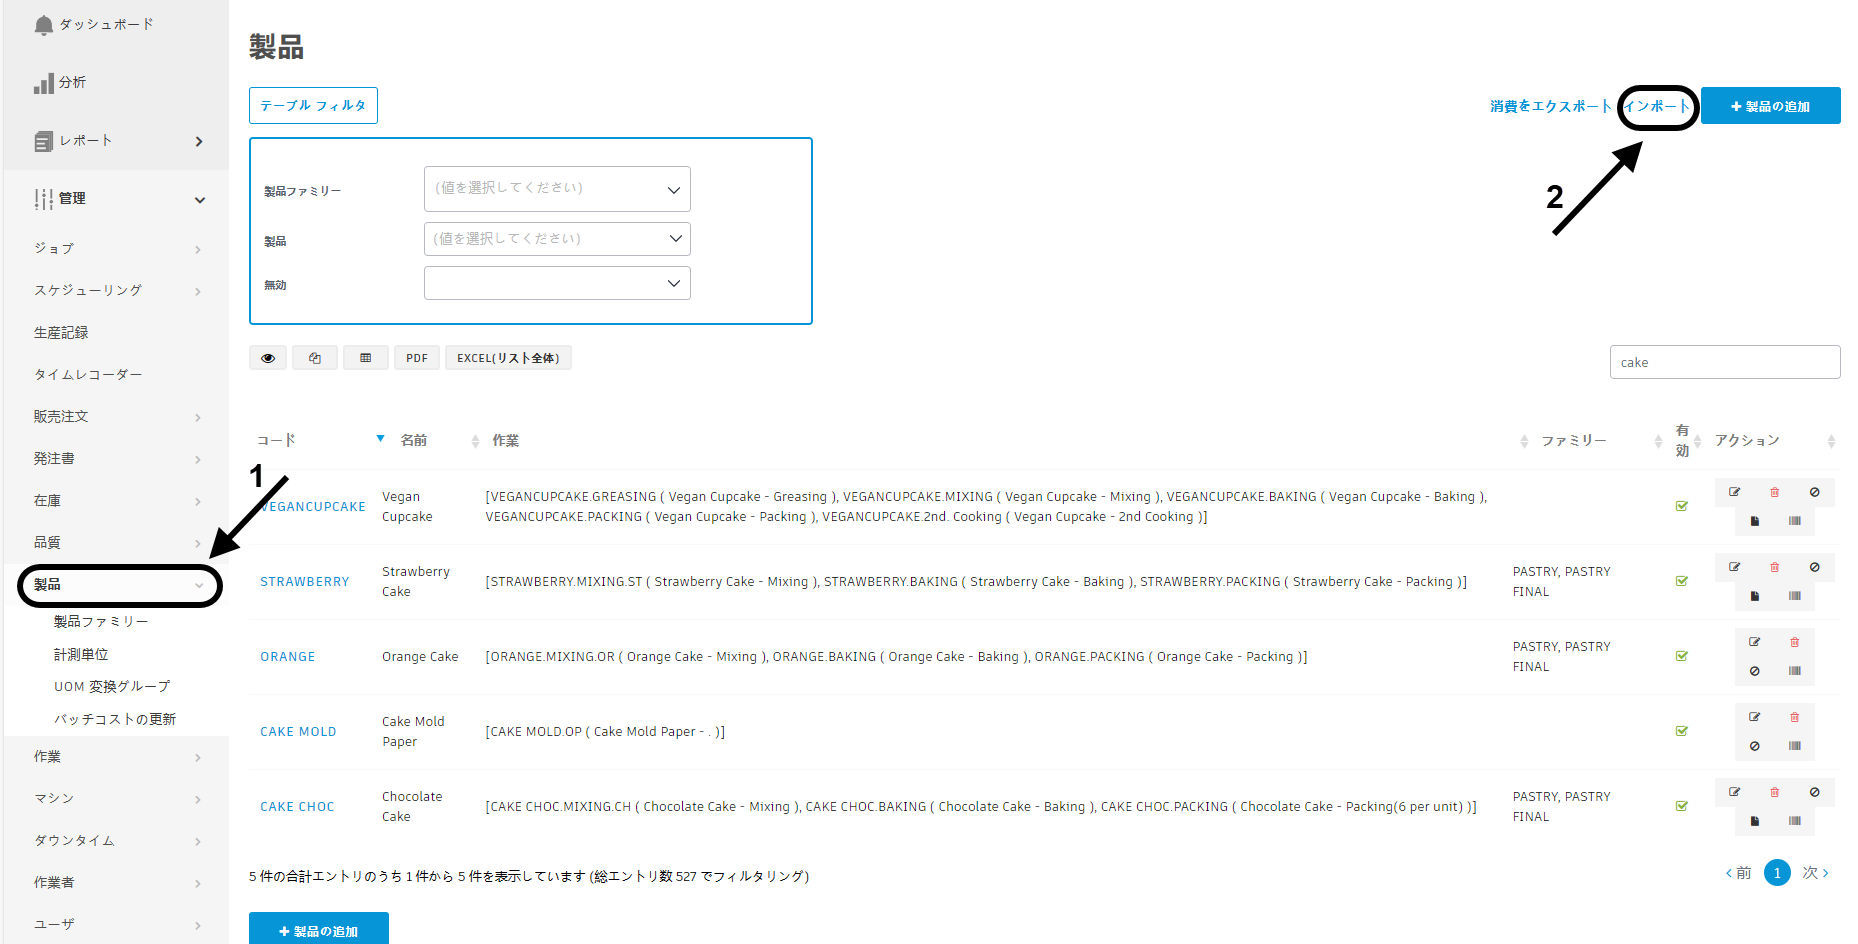 ダッシュボード
分析
レポート
管理
ジョブ
スケジューリング
生産記録
タイムレコーダー
販売注文
発注書
在庫
品質
製品
製品ファミリー
計測単位
UOM 変換グループ
バッチコストの更新
作業
マシン
ダウンタイム
作業者
ユーザ
1
製品
テーブル フィルタ
消費をエクスポート インポート + 製品の追加
2
製品ファミリー (値を選択してください)
製品 (値を選択してください)
無効
PDF EXCEL(リスト全体)
cake
コード 名前 作業 ファミリー 有効 アクション
VEGANCUPCAKE
Vegan
Cupcake
[VEGANCUPCAKE.GREASING ( Vegan Cupcake - Greasing ), VEGANCUPCAKE.MIXING ( Vegan Cupcake - Mixing ), VEGANCUPCAKE.BAKING ( Vegan Cupcake - Baking ),
VEGANCUPCAKE.PACKING ( Vegan Cupcake - Packing ), VEGANCUPCAKE.2nd. Cooking ( Vegan Cupcake - 2nd Cooking )]
STRAWBERRY
Strawberry
Cake
[STRAWBERRY.MIXING.ST ( Strawberry Cake - Mixing ), STRAWBERRY.BAKING ( Strawberry Cake - Baking ), STRAWBERRY.PACKING ( Strawberry Cake - Packing )]
PASTRY, PASTRY
FINAL
ORANGE
Orange Cake
[ORANGE.MIXING.OR ( Orange Cake - Mixing ), ORANGE.BAKING ( Orange Cake - Baking ), ORANGE.PACKING ( Orange Cake - Packing )]
PASTRY, PASTRY
FINAL
CAKE MOLD
Cake Mold
Paper
[CAKE MOLD.OP ( Cake Mold Paper - . )]
CAKE CHOC
Chocolate
Cake
[CAKE CHOC.MIXING.CH ( Chocolate Cake - Mixing ), CAKE CHOC.BAKING ( Chocolate Cake - Baking ), CAKE CHOC.PACKING ( Chocolate Cake - Packing(6 per unit) )]
PASTRY, PASTRY
FINAL
5 件の合計エントリのうち 1 件から 5 件を表示しています (総エントリ数 527 でフィルタリング)
前 1 次
+ 製品の追加